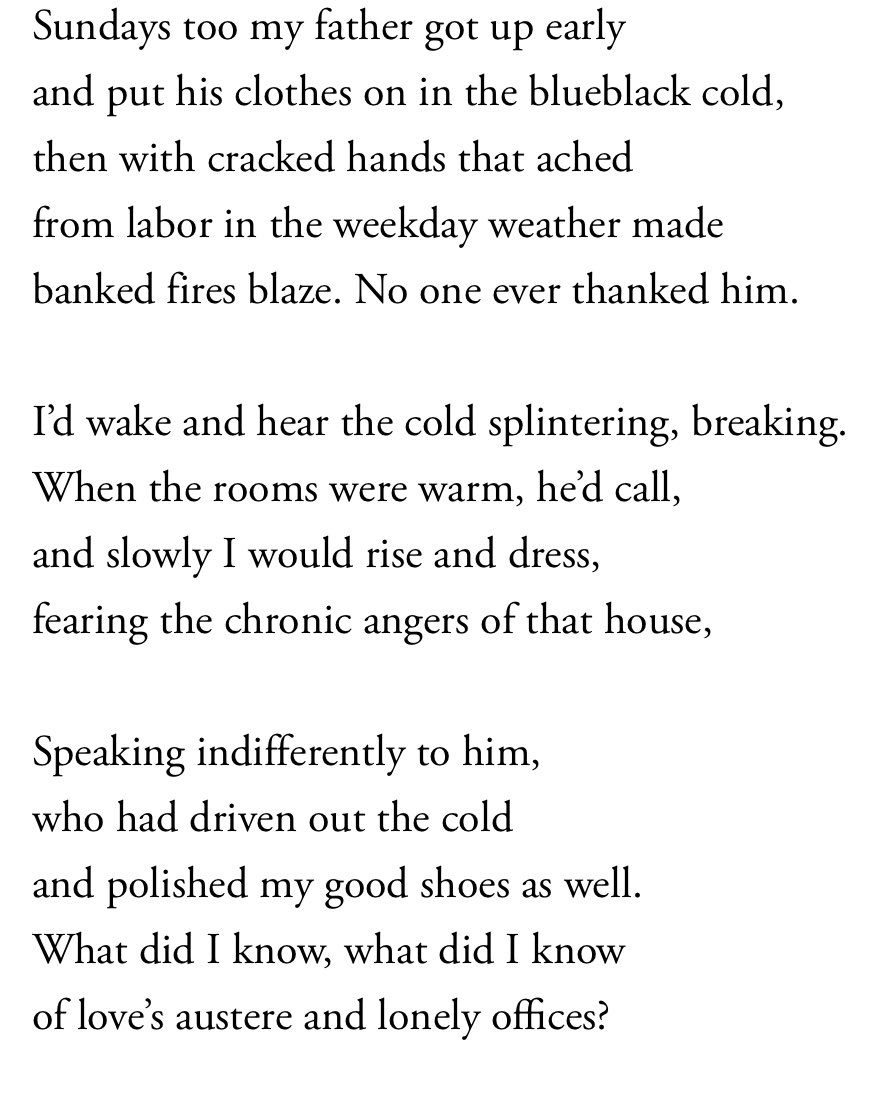 Sundays too my father got up early
and put his clothes on in the blueblack cold,
then with cracked hands that ached
from labor in the weekday weather made
banked fires blaze. No one ever thanked him.

I’d wake and hear the cold splintering, breaking.
When the rooms were warm, he’d call,
and slowly I would rise and dress,
fearing the chronic angers of that house,

Speaking indifferently to him,
who had driven out the cold
and polished my good shoes as well.
What did I know, what did I know
of love’s austere and lonely offices?